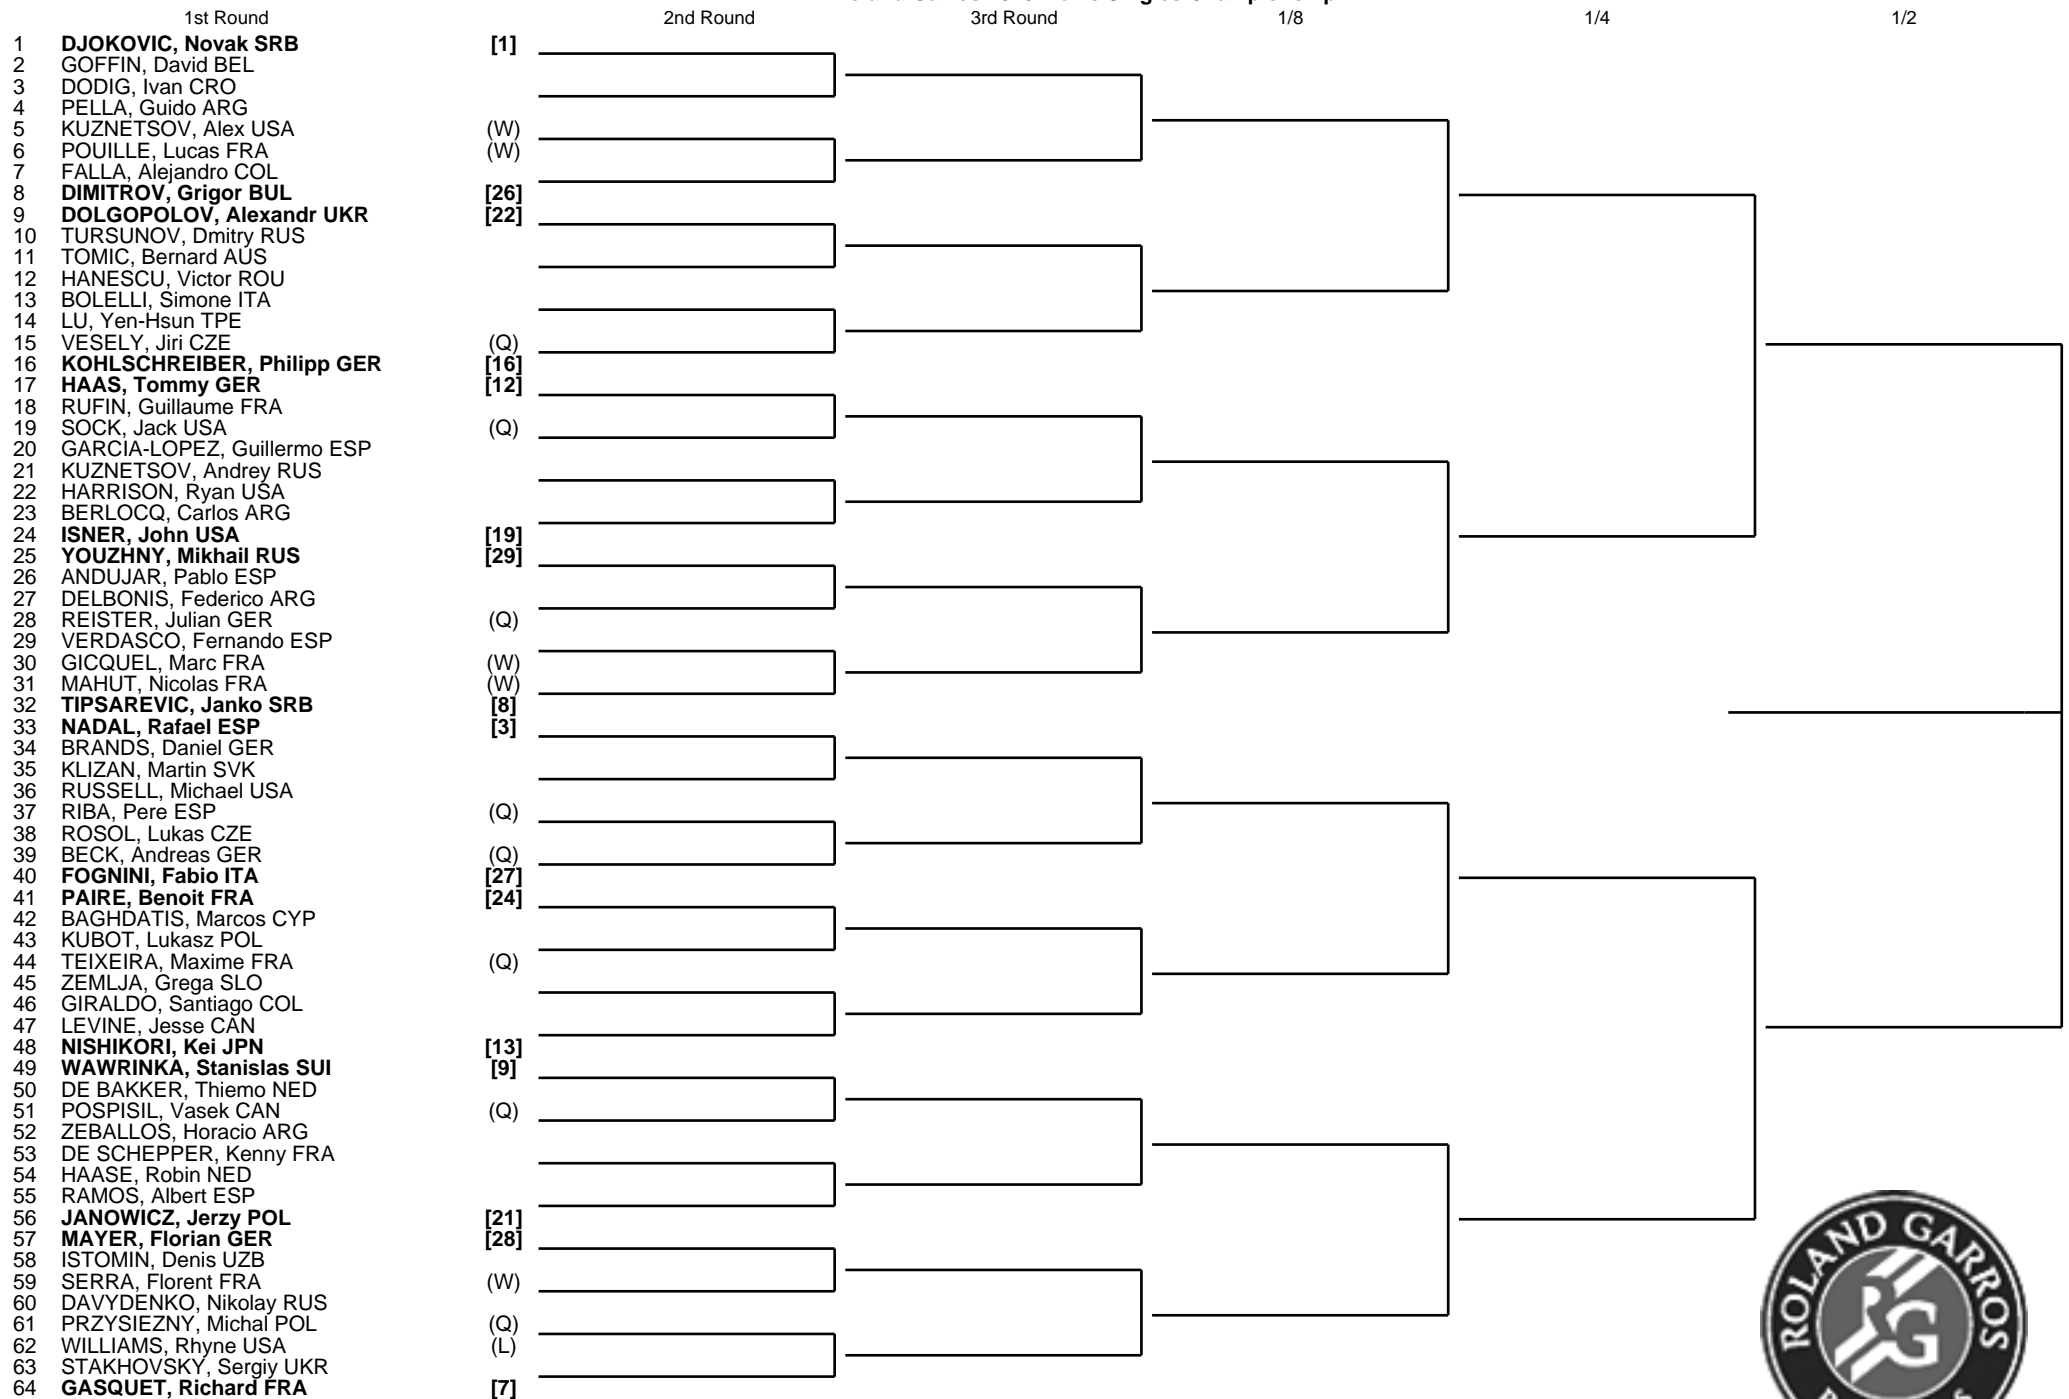 1st Round 2nd Round 3rd Round 1/8 1/4 1/2
1 DJOKOVIC, Novak SRB [1]
2 GOFFIN, David BEL
3 DODIG, Ivan CRO
4 PELLA, Guido ARG
5 KUZNETSOV, Alex USA (W)
6 POUILLE, Lucas FRA (W)
7 FALLA, Alejandro COL
8 DIMITROV, Grigor BUL [26]
9 DOLGOPOLOV, Alexandr UKR [22]
10 TURSUNOV, Dmitry RUS
11 TOMIC, Bernard AUS
12 HANESCU, Victor ROU
13 BOLELLI, Simone ITA
14 LU, Yen-Hsun TPE
15 VESELY, Jiri CZE (Q)
16 KOHLSCHREIBER, Philipp GER [16]
17 HAAS, Tommy GER [12]
18 RUFIN, Guillaume FRA
19 SOCK, Jack USA (Q)
20 GARCIA-LOPEZ, Guillermo ESP
21 KUZNETSOV, Andrey RUS
22 HARRISON, Ryan USA
23 BERLOCQ, Carlos ARG
24 ISNER, John USA [19]
25 YOUZHNY, Mikhail RUS [29]
26 ANDUJAR, Pablo ESP
27 DELBONIS, Federico ARG
28 REISTER, Julian GER (Q)
29 VERDASCO, Fernando ESP
30 GICQUEL, Marc FRA (W)
31 MAHUT, Nicolas FRA (W)
32 TIPSAREVIC, Janko SRB [8]
33 NADAL, Rafael ESP [3]
34 BRANDS, Daniel GER
35 KLIZAN, Martin SVK
36 RUSSELL, Michael USA
37 RIBA, Pere ESP (Q)
38 ROSOL, Lukas CZE
39 BECK, Andreas GER (Q)
40 FOGNINI, Fabio ITA [27]
41 PAIRE, Benoit FRA [24]
42 BAGHDATIS, Marcos CYP
43 KUBOT, Lukasz POL
44 TEIXEIRA, Maxime FRA (Q)
45 ZEMLJA, Grega SLO
46 GIRALDO, Santiago COL
47 LEVINE, Jesse CAN
48 NISHIKORI, Kei JPN [13]
49 WAWRINKA, Stanislas SUI [9]
50 DE BAKKER, Thiemo NED
51 POSPISIL, Vasek CAN (Q)
52 ZEBALLOS, Horacio ARG
53 DE SCHEPPER, Kenny FRA
54 HAASE, Robin NED
55 RAMOS, Albert ESP
56 JANOWICZ, Jerzy POL [21]
57 MAYER, Florian GER [28]
58 ISTOMIN, Denis UZB
59 SERRA, Florent FRA (W)
60 DAVYDENKO, Nikolay RUS
61 PRZYSIEZNY, Michal POL (Q)
62 WILLIAMS, Rhyne USA (L)
63 STAKHOVSKY, Sergiy UKR
64 GASQUET, Richard FRA [7]
ROLAND GARROS
RG